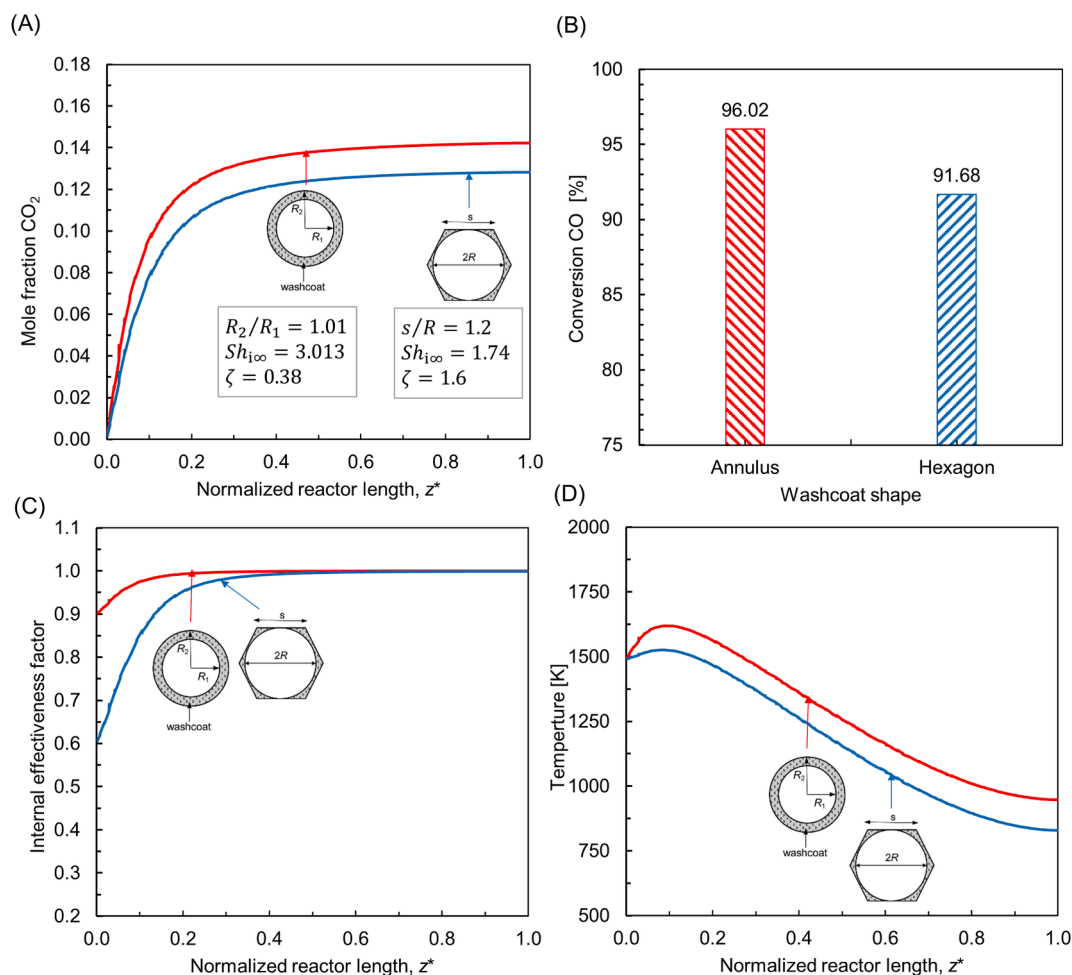 (A)
Mole fraction CO₂
0.18
0.16
0.14
0.12
0.10
0.08
0.06
0.04
0.02
0.00
0.0 0.2 0.4 0.6 0.8 1.0
Normalized reactor length, z*
R₂
R₁
washcoat
s
2R
R₂/R₁ = 1.01
Shᵢ∞ = 3.013
ζ = 0.38
s/R = 1.2
Shᵢ∞ = 1.74
ζ = 1.6
(B)
Conversion CO [%]
100
95
90
85
80
75
96.02
91.68
Annulus Hexagon
Washcoat shape
(C)
Internal effectiveness factor
1.1
1.0
0.9
0.8
0.7
0.6
0.5
0.4
0.3
0.2
0.0 0.2 0.4 0.6 0.8 1.0
Normalized reactor length, z*
R₂
R₁
washcoat
s
2R
(D)
Temperture [K]
2000
1750
1500
1250
1000
750
500
0.0 0.2 0.4 0.6 0.8 1.0
Normalized reactor length, z*
R₂
R₁
washcoat
s
2R